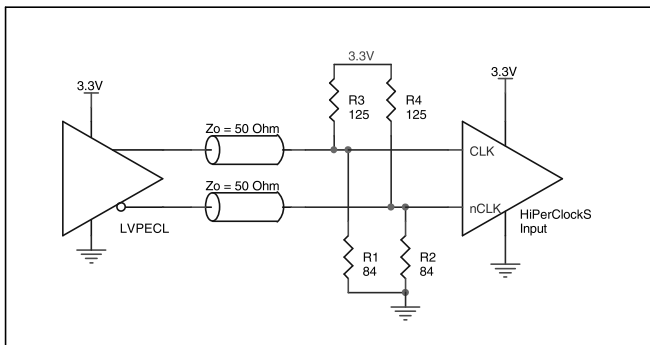 3.3V
3.3V
3.3V
R3
125
R4
125
Zo = 50 Ohm
CLK
Zo = 50 Ohm
nCLK
HiPerClockS
Input
LVPECL
R1
84
R2
84